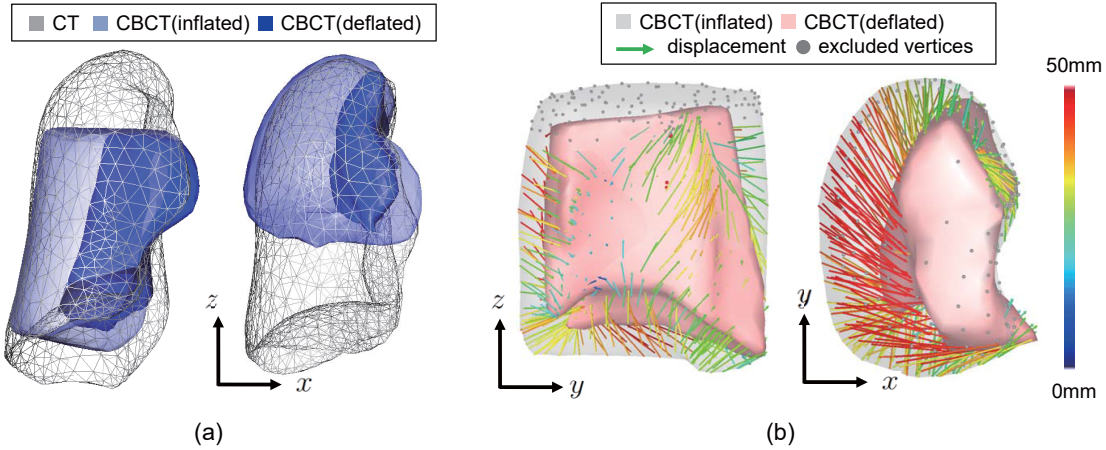 CT CBCT(inflated) CBCT(deflated)
CBCT(inflated) CBCT(deflated)
displacement excluded vertices
50mm
0mm
z
x
z
y
y
x
(a)
(b)